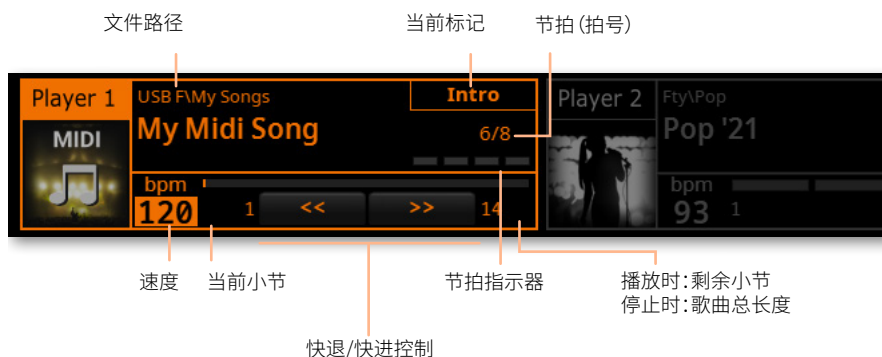 文件路径
当前标记
节拍(拍号)
Player 1
USB F\My Songs
Intro
MIDI
My Midi Song
6/8
bpm
120
1
<<
>>
14
Player 2
Fty\Pop
Pop '21
bpm
93
1
速度
当前小节
节拍指示器
播放时:剩余小节
停止时:歌曲总长度
快退/快进控制